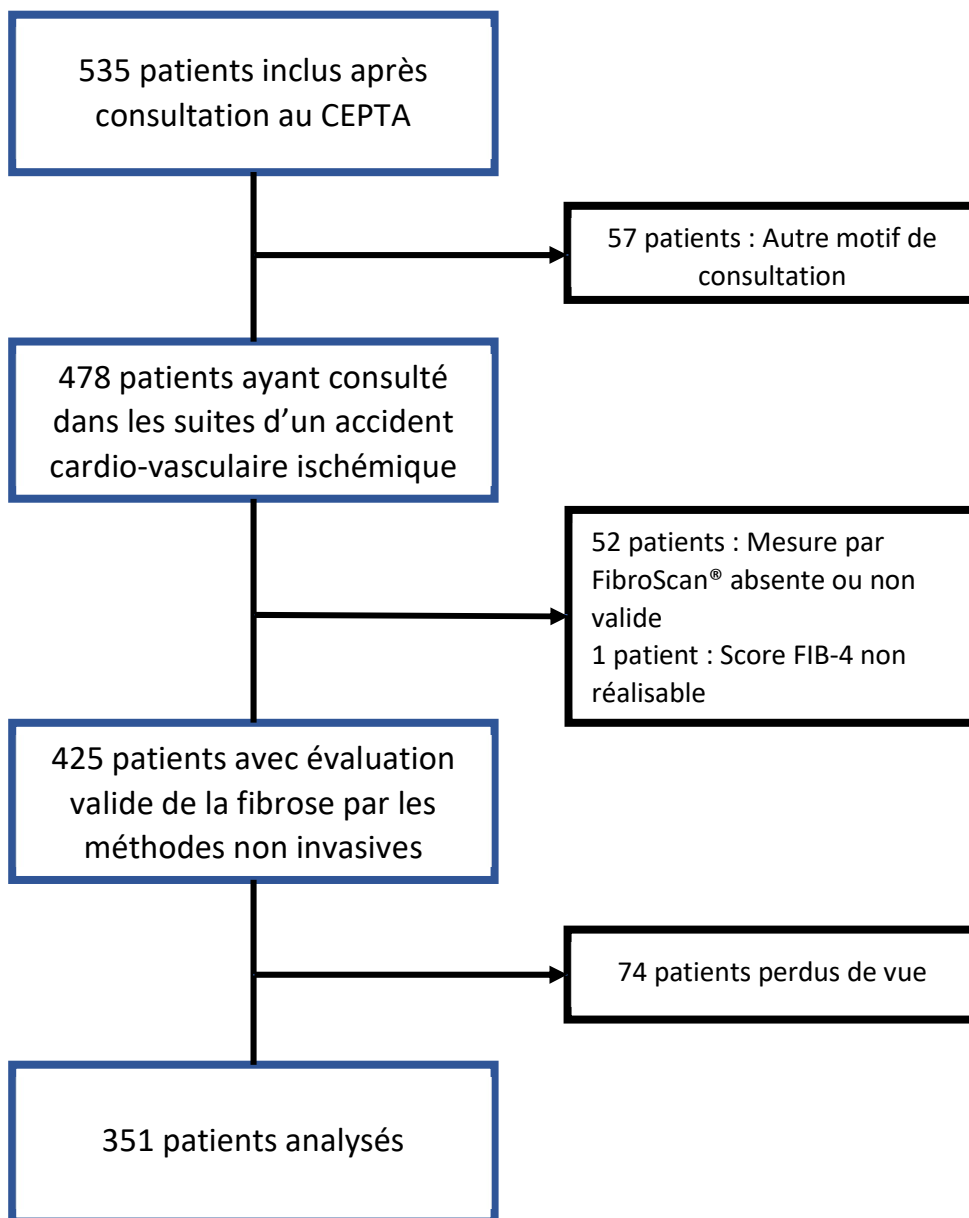 535 patients inclus après
consultation au CEPTA
57 patients : Autre motif de
consultation
478 patients ayant consulté
dans les suites d’un accident
cardio-vasculaire ischémique
52 patients : Mesure par
FibroScan® absente ou non
valide
1 patient : Score FIB-4 non
réalisable
425 patients avec évaluation
valide de la fibrose par les
méthodes non invasives
74 patients perdus de vue
351 patients analysés